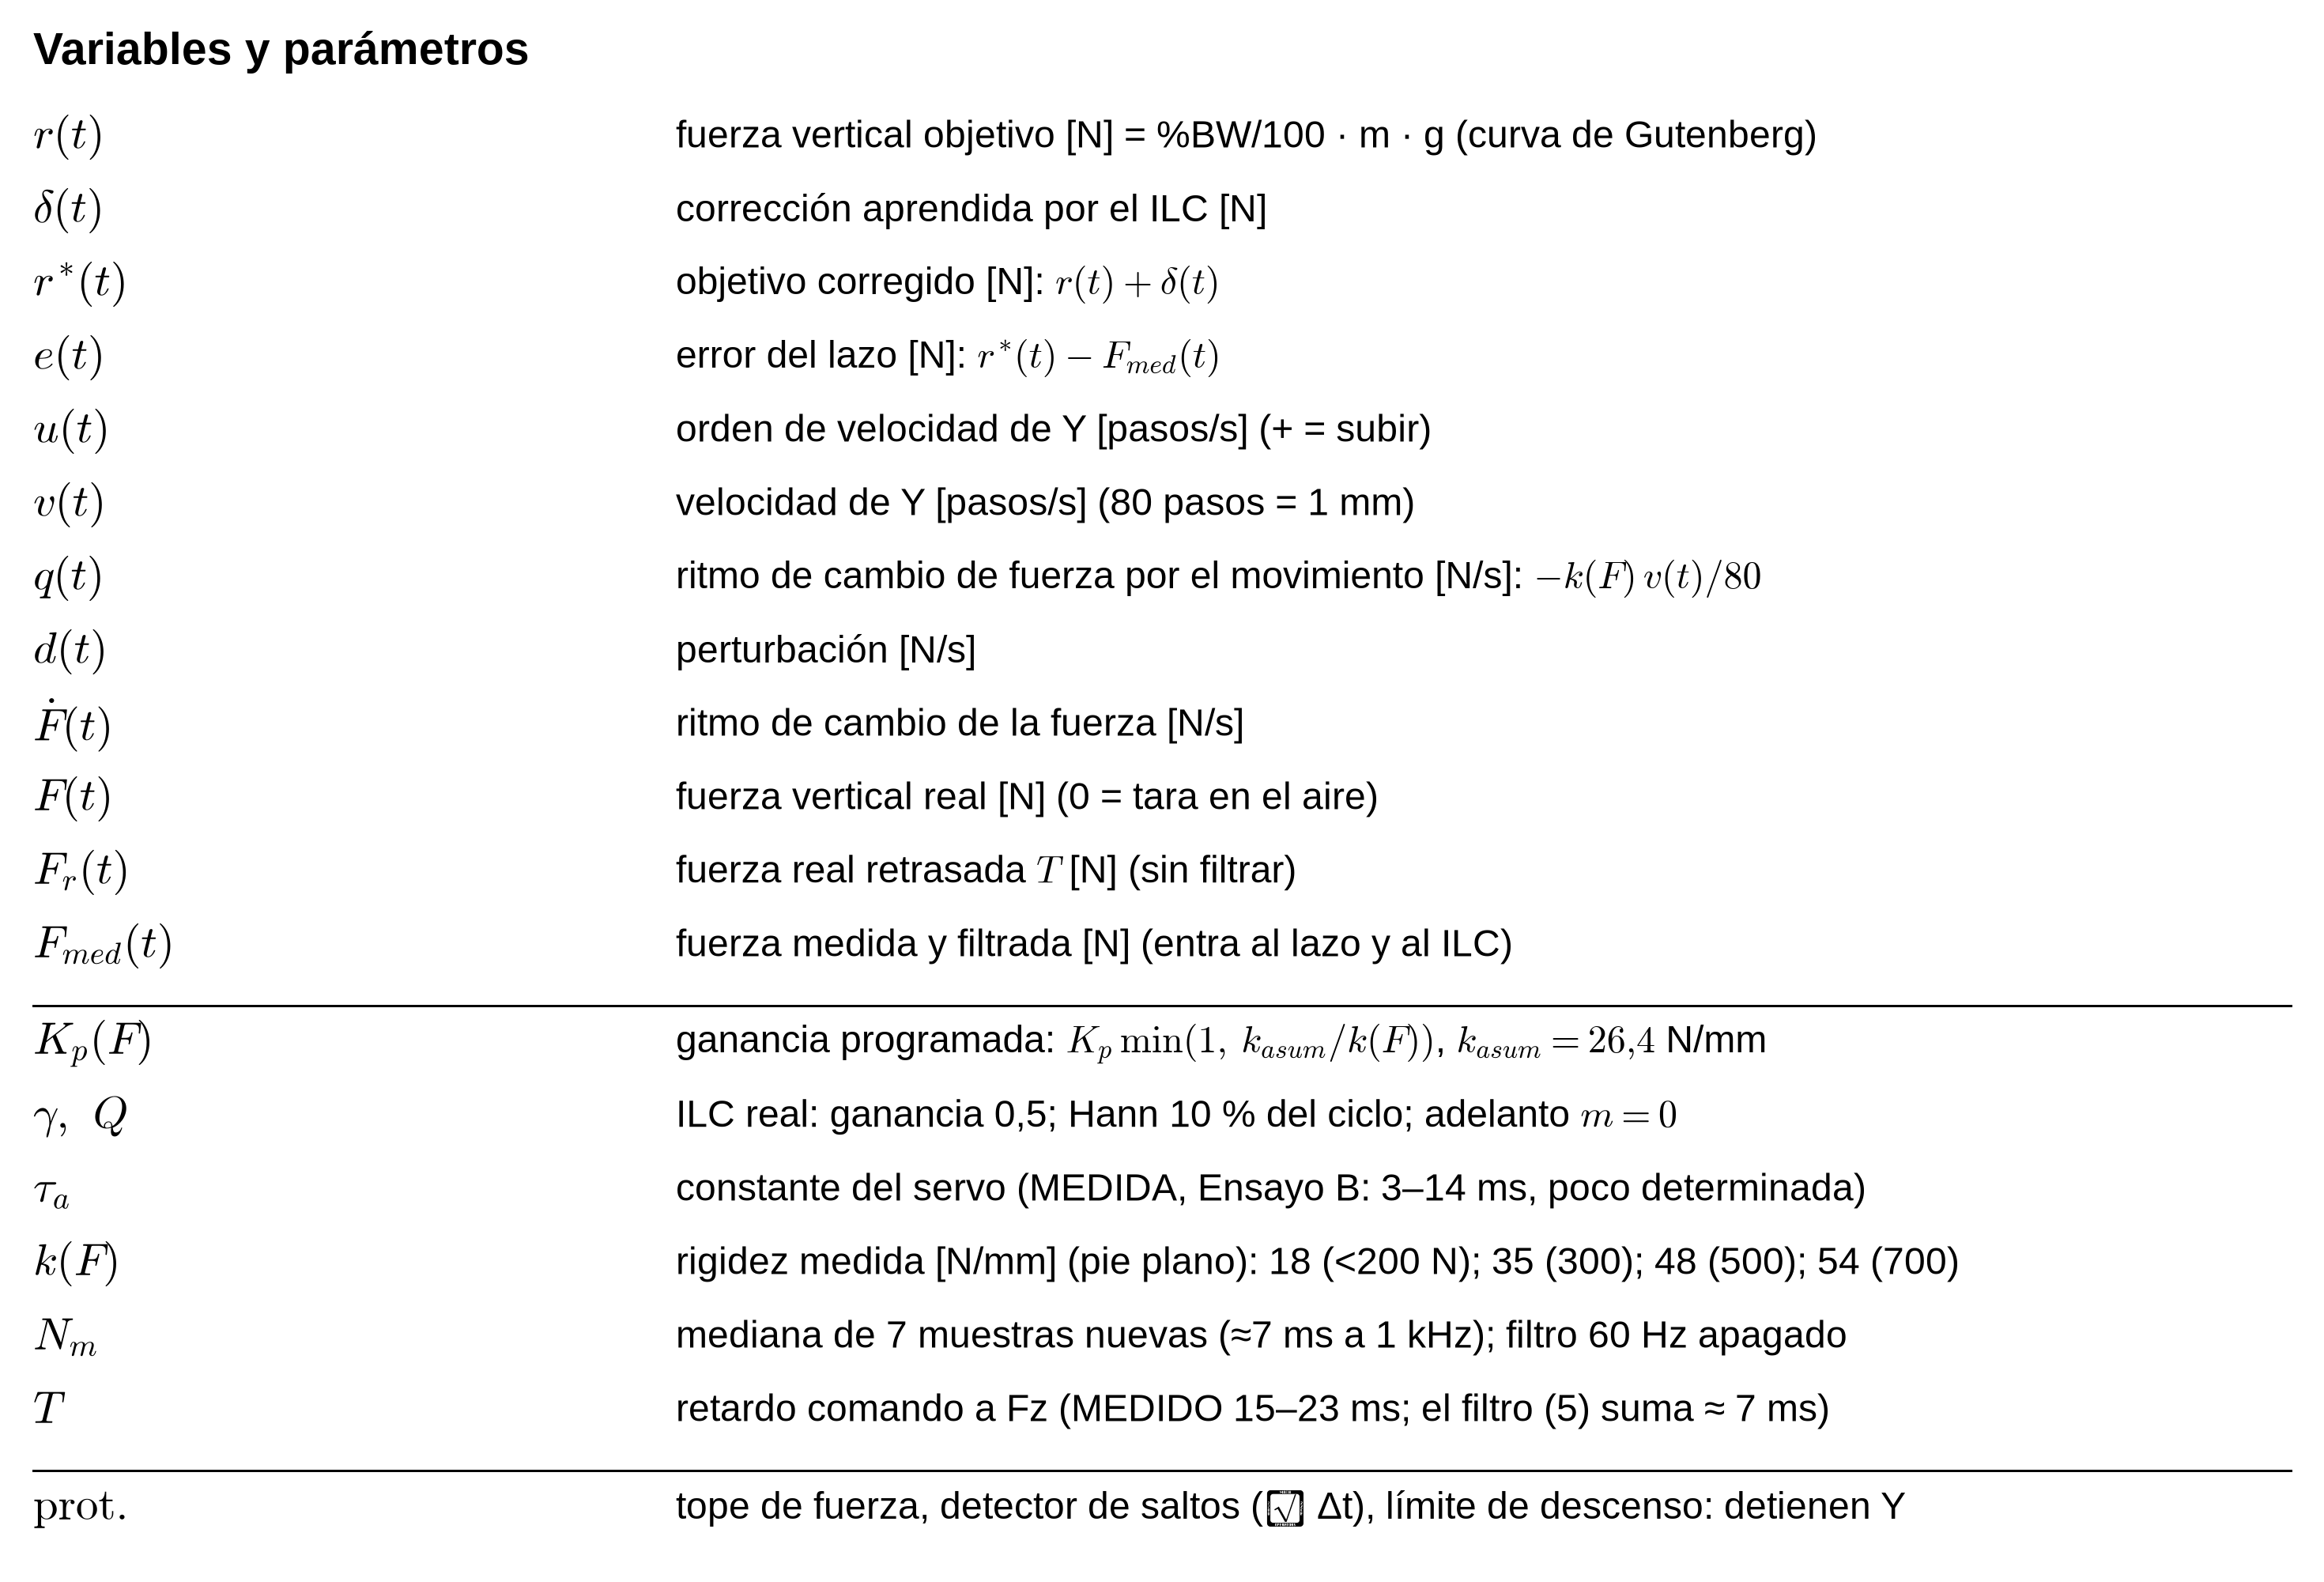 Variables y parámetros
r(t) fuerza vertical objetivo [N] = %BW/100 · m · g (curva de Gutenberg)
δ(t) corrección aprendida por el ILC [N]
r*(t) objetivo corregido [N]: r(t) + δ(t)
e(t) error del lazo [N]: r*(t) − F_med(t)
u(t) orden de velocidad de Y [pasos/s] (+ = subir)
v(t) velocidad de Y [pasos/s] (80 pasos = 1 mm)
q(t) ritmo de cambio de fuerza por el movimiento [N/s]: −k(F) v(t)/80
d(t) perturbación [N/s]
Ḟ(t) ritmo de cambio de la fuerza [N/s]
F(t) fuerza vertical real [N] (0 = tara en el aire)
F_r(t) fuerza real retrasada T [N] (sin filtrar)
F_med(t) fuerza medida y filtrada [N] (entra al lazo y al ILC)
K_p(F) ganancia programada: K_p min(1, k_asum/k(F)), k_asum = 26,4 N/mm
γ, Q ILC real: ganancia 0,5; Hann 10 % del ciclo; adelanto m = 0
τ_a constante del servo (MEDIDA, Ensayo B: 3–14 ms, poco determinada)
k(F) rigidez medida [N/mm] (pie plano): 18 (<200 N); 35 (300); 48 (500); 54 (700)
N_m mediana de 7 muestras nuevas (≈7 ms a 1 kHz); filtro 60 Hz apagado
T retardo comando a Fz (MEDIDO 15–23 ms; el filtro (5) suma ≈ 7 ms)
prot. tope de fuerza, detector de saltos (√ Δt), límite de descenso: detienen Y